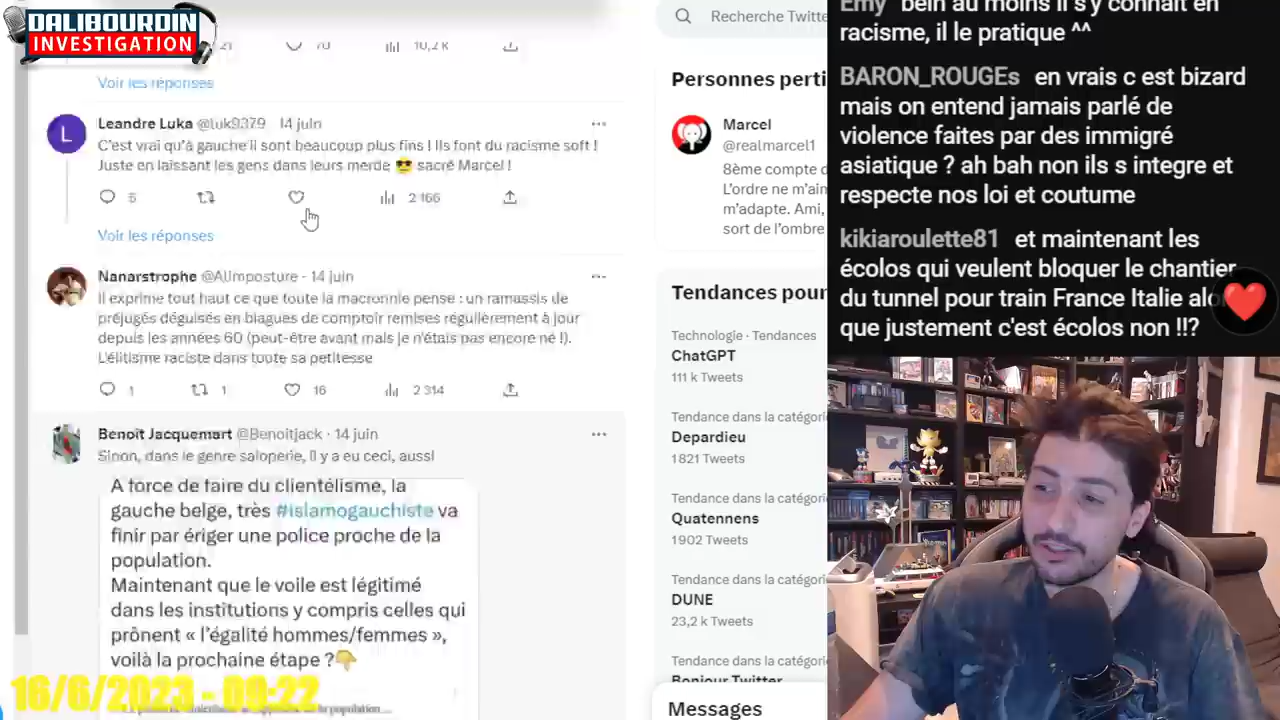 DALIBOURDIN
INVESTIGATION
21
70
10,2 k
Voir les réponses
Leandre Luka @luk9379 14 juin
C'est vrai qu'à gauche il sont beaucoup plus fins ! Ils font du racisme soft !
Juste en laissant les gens dans leurs merde 😎 sacré Marcel !
2 166
Voir les réponses
Nanarstrophe @AlImposture · 14 juin
Il exprime tout haut ce que toute la macronnie pense : un ramassis de
préjugés déguisés en blagues de comptoir remises régulièrement à jour
depuis les années 60 (peut-être avant mais je n'étais pas encore né !).
L'élitisme raciste dans toute sa petitesse
1
1
16
2 314
Benoît Jacquemart @Benoitjack · 14 juin
Sinon, dans le genre saloperie, il y a eu ceci, aussi
A force de faire du clientélisme, la
gauche belge, très #islamogauchiste va
finir par ériger une police proche de la
population.
Maintenant que le voile est légitimé
dans les institutions y compris celles qui
prônent « l'égalité hommes/femmes »,
voilà la prochaine étape ?👇
la population
16/6/2023 - 09:22
Recherche Twitte
Personnes perti
Marcel
@realmarcel1
8ème compte d
L'ordre ne m'aim
m'adapte. Ami,
sort de l'ombre
Tendances pour
Technologie · Tendances
ChatGPT
111 k Tweets
Tendance dans la catégori
Depardieu
1821 Tweets
Tendance dans la catégori
Quatennens
1902 Tweets
Tendance dans la catégori
DUNE
23,2 k Tweets
Tendance dans la catégori
Bonjour Twitter
Messages
Emy bein au moins il s'y connait en
racisme, il le pratique ^^
BARON_ROUGEs en vrais c est bizard
mais on entend jamais parlé de
violence faites par des immigré
asiatique ? ah bah non ils s integre et
respecte nos loi et coutume
kikiaroulette81 et maintenant les
écolos qui veulent bloquer le chantier
du tunnel pour train France Italie alo
que justement c'est écolos non !!?